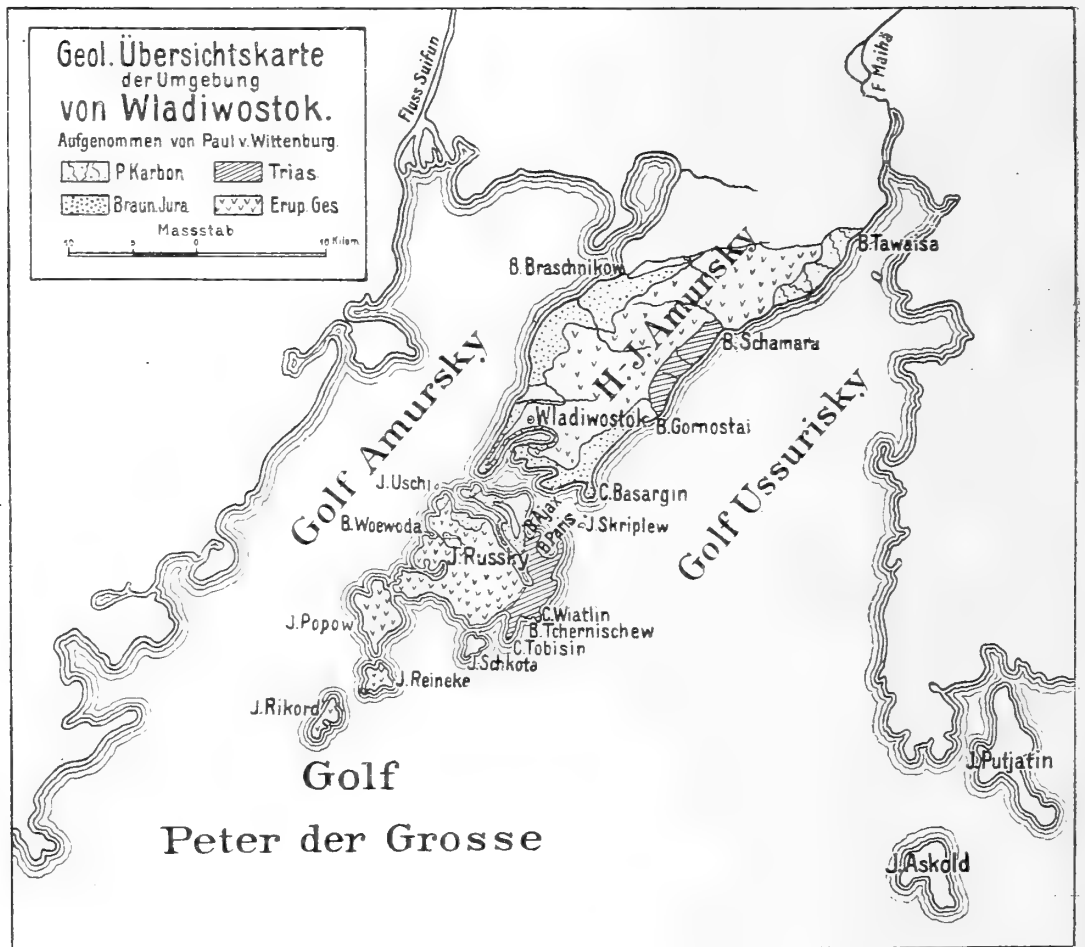 Geol. Übersichtskarte
der Umgebung
von Wladiwostok.
Aufgenommen von Paul v. Wittenburg.
P Karbon
Trias
Braun. Jura
Erup. Ges
Massstab
10 5 0 10 Kilom
Fluss Suifun
F Maihä
B. Tawaisa
B. Braschnikow
H-J. Amursky
B. Schamara
Golf Amursky
Wladiwostok
B. Gornostai
Golf Ussurisky
J. Uschi
C. Basargin
B. Ajax
B. Paris
J. Skriplew
B. Woewoda
J. Russky
J. Popow
C. Wiatlin
B. Tchernischew
C. Tobisin
J. Schkota
J. Reineke
J. Rikord
Golf
Peter der Grosse
J. Putjatin
J. Askold